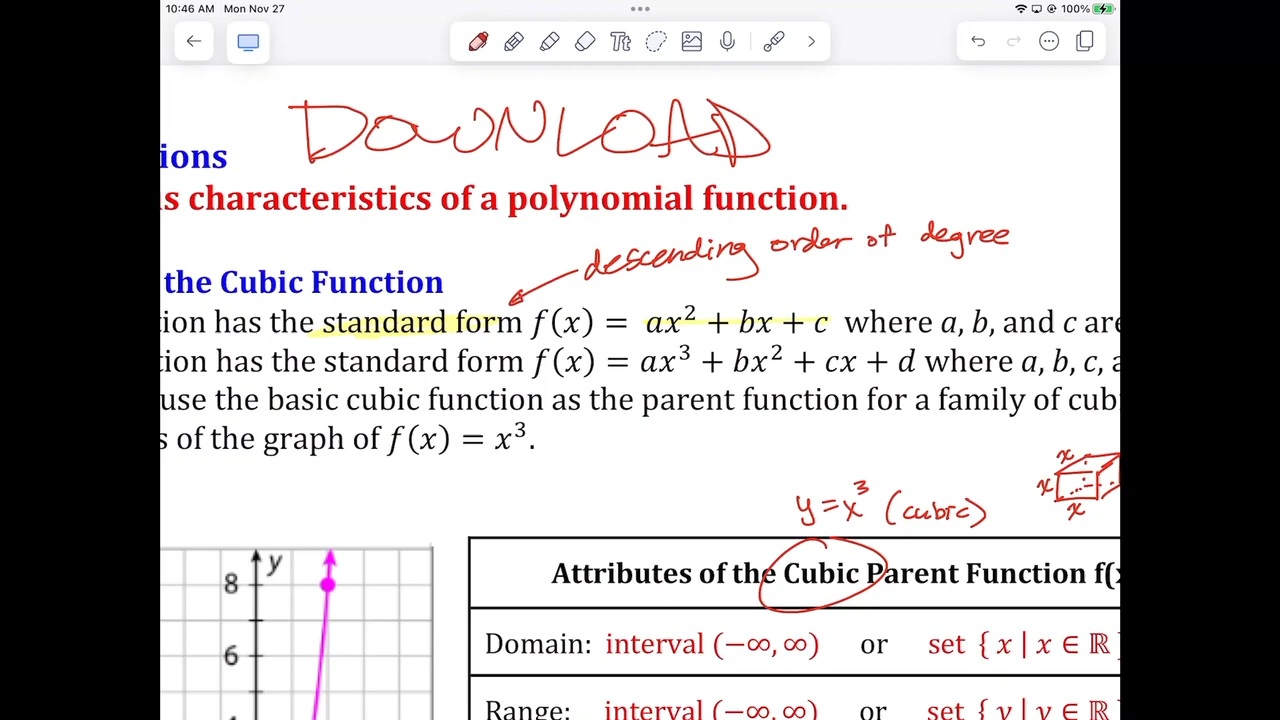 10:46 AM Mon Nov 27
100%
Tt
DOWNLOAD
ions
s characteristics of a polynomial function.
descending order of degree
the Cubic Function
tion has the standard form f(x) = ax² + bx + c where a, b, and c are
tion has the standard form f(x) = ax³ + bx² + cx + d where a, b, c, a
use the basic cubic function as the parent function for a family of cub
s of the graph of f(x) = x³.
x
x
x
y = x³ (cubic)
Attributes of the Cubic Parent Function f(x
y
8
6
4
Domain: interval (−∞, ∞) or set { x | x ∈ ℝ }
Range: interval (−∞, ∞) or set { y | y ∈ ℝ }